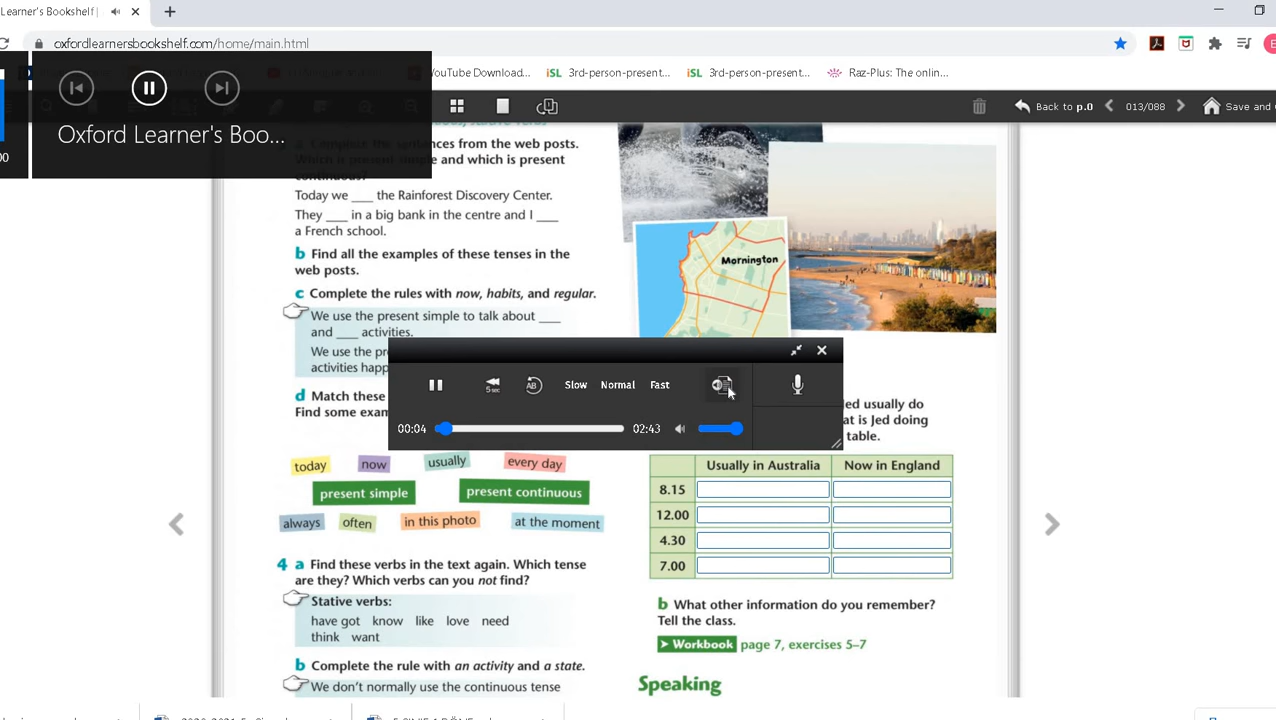 Learner's Bookshelf |
oxfordlearnersbookshelf.com/home/main.html
YouTube Download...
3rd-person-present...
3rd-person-present...
Raz-Plus: The onlin...
Back to p.0
013/088
Save and
Oxford Learner's Boo...
sentences from the web posts.
Which is present simple and which is present
continuous?
Today we ___ the Rainforest Discovery Center.
They ___ in a big bank in the centre and I ___
a French school.
b Find all the examples of these tenses in the
web posts.
c Complete the rules with now, habits, and regular.
We use the present simple to talk about ___
and ___ activities.
We use the pr
activities happ
d Match these
Find some exam
today
now
usually
every day
present simple
present continuous
always
often
in this photo
at the moment
4 a Find these verbs in the text again. Which tense
are they? Which verbs can you not find?
Stative verbs:
have got know like love need
think want
b Complete the rule with an activity and a state.
We don't normally use the continuous tense
Mornington
5 sec
AB
Slow
Normal
Fast
00:04
02:43
ed usually do
at is Jed doing
table.
Usually in Australia
Now in England
8.15
12.00
4.30
7.00
b What other information do you remember?
Tell the class.
Workbook page 7, exercises 5–7
Speaking